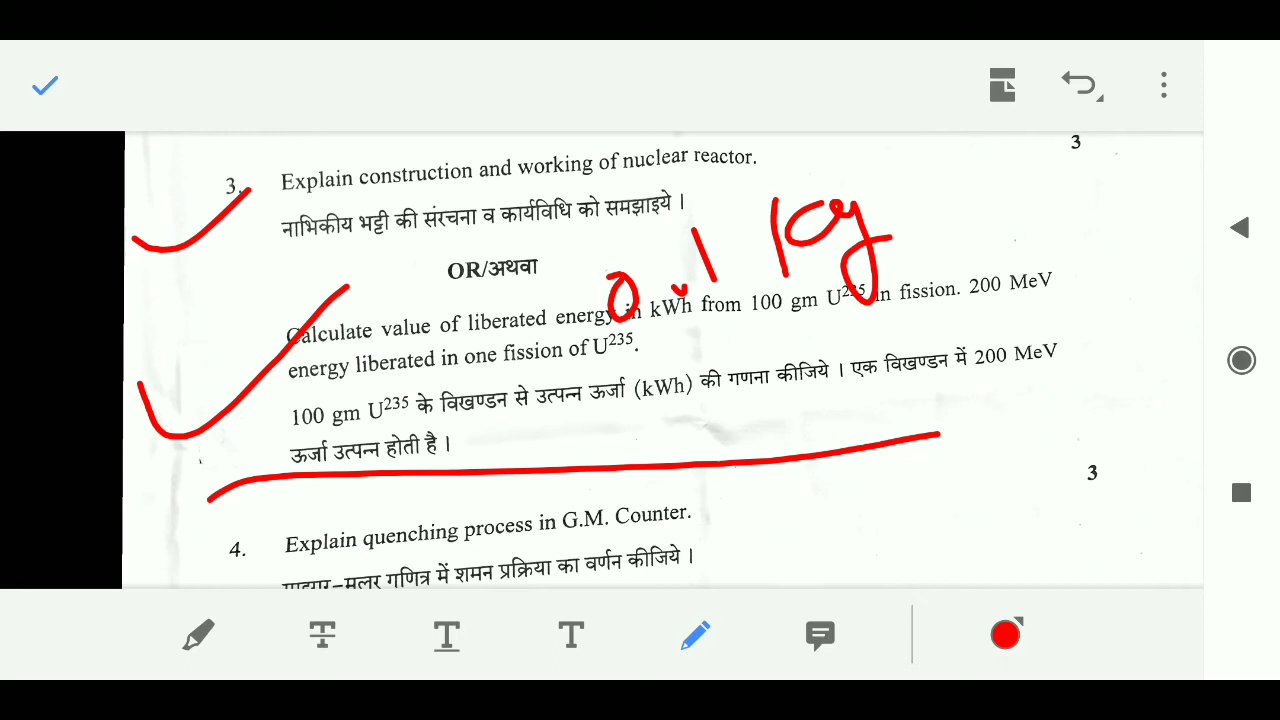 3
3. Explain construction and working of nuclear reactor.
नाभिकीय भट्टी की संरचना व कार्यविधि को समझाइये ।
OR/अथवा
0.1 kg
Calculate value of liberated energy in kWh from 100 gm U²³⁵ in fission. 200 MeV
energy liberated in one fission of U²³⁵.
100 gm U²³⁵ के विखण्डन से उत्पन्न ऊर्जा (kWh) की गणना कीजिये । एक विखण्डन में 200 MeV
ऊर्जा उत्पन्न होती है ।
3
4. Explain quenching process in G.M. Counter.
गणित्र में शमन प्रक्रिया का वर्णन कीजिये ।
T T T